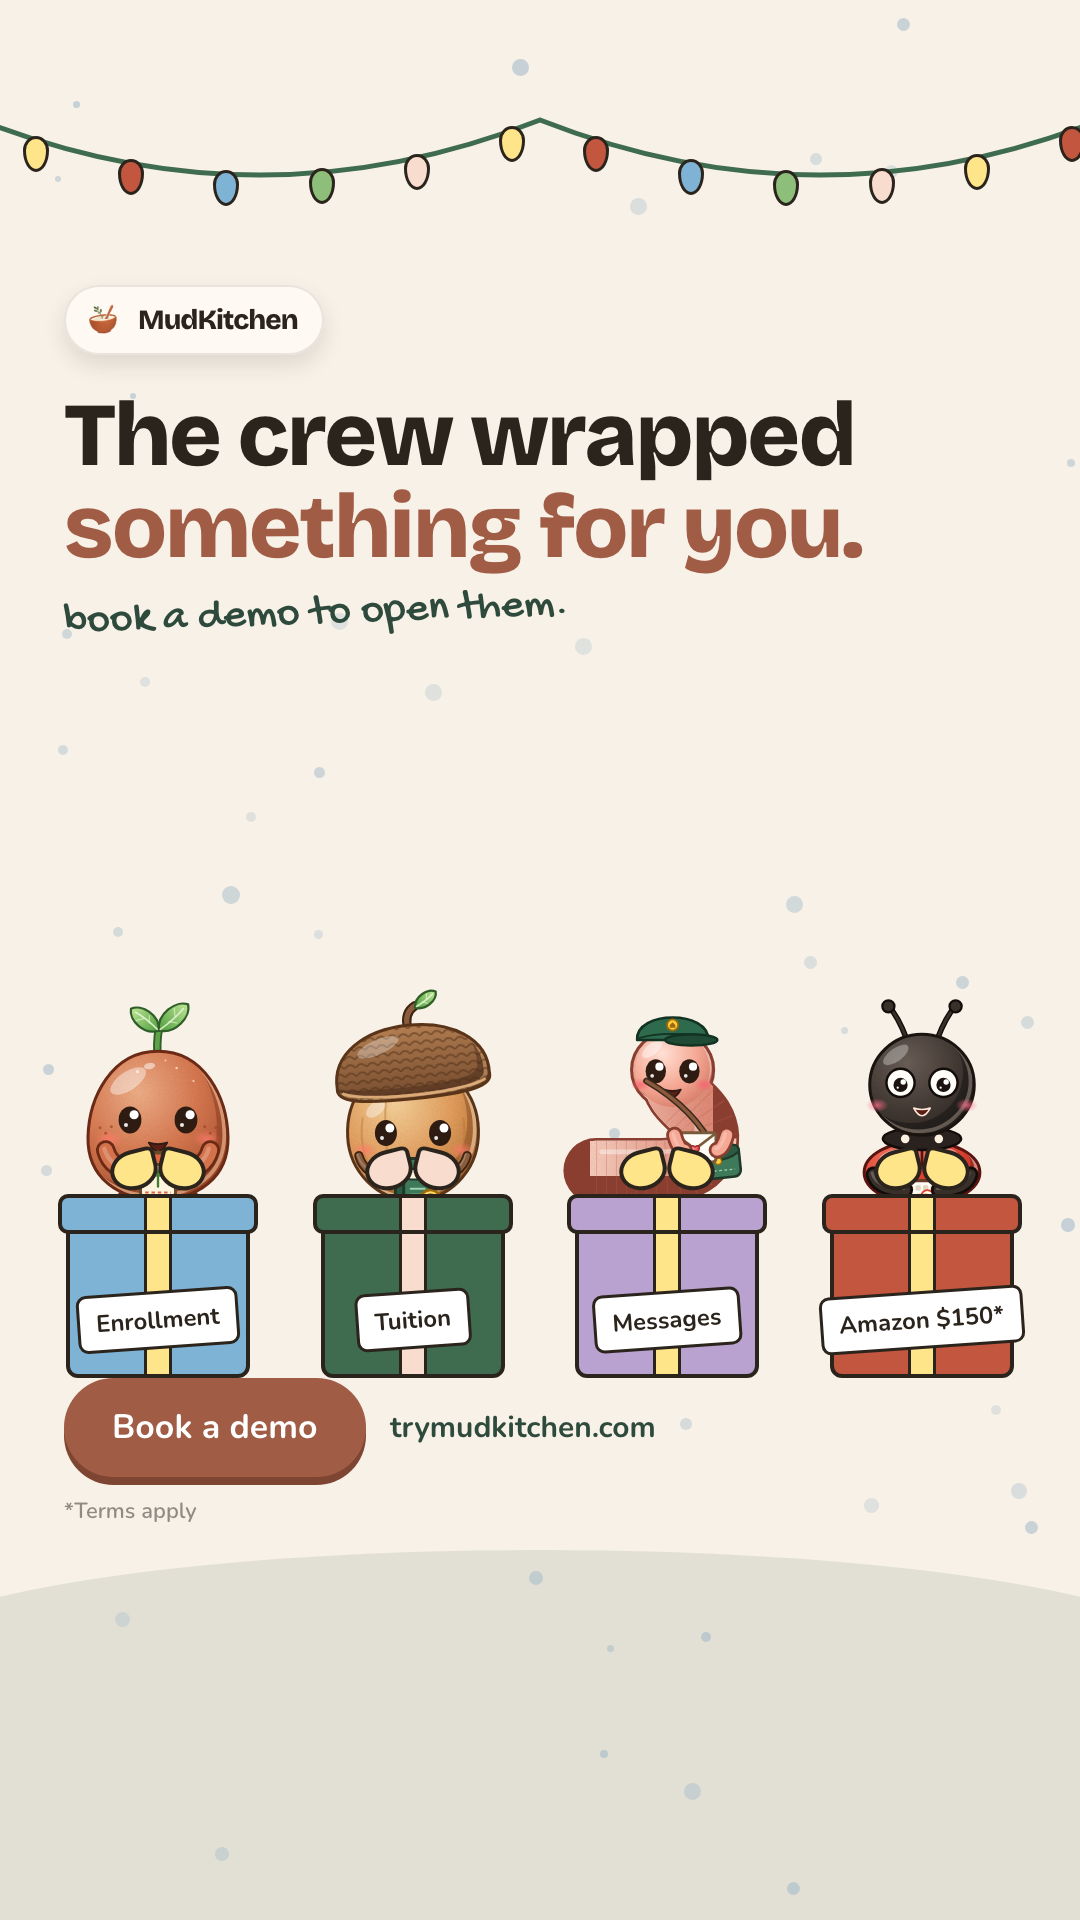 MudKitchen
The crew wrapped
something for you.
book a demo to open them.
Enrollment
Tuition
Messages
Amazon $150*
Book a demo
trymudkitchen.com
*Terms apply